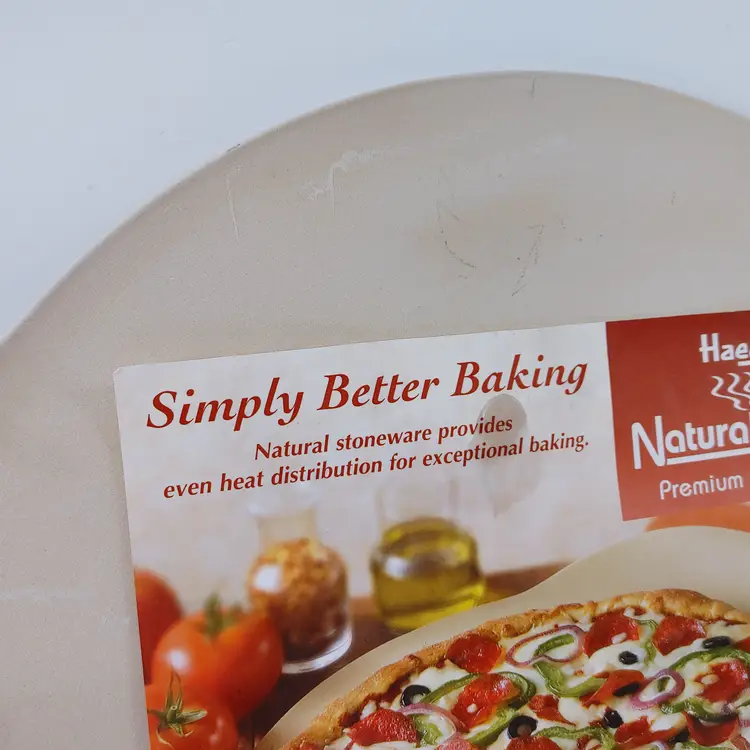 Simply Better Baking
Natural stoneware provides
even heat distribution for exceptional baking.
Premium